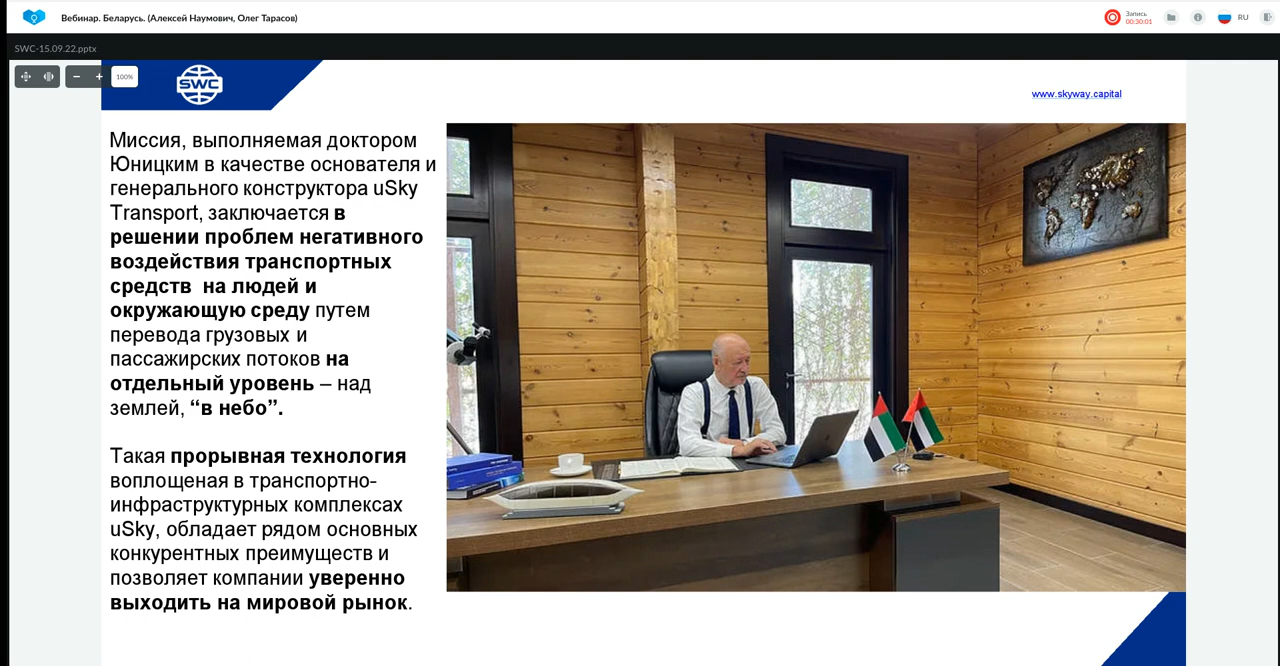 Вебинар. Беларусь. (Алексей Наумович, Олег Тарасов)
Запись
00:30:01
RU
SWC-15.09.22.pptx
100%
SWC
www.skyway.capital
Миссия, выполняемая доктором
Юницким в качестве основателя и
генерального конструктора uSky
Transport, заключается в
решении проблем негативного
воздействия транспортных
средств на людей и
окружающую среду путем
перевода грузовых и
пассажирских потоков на
отдельный уровень – над
землей, “в небо”.
Такая прорывная технология
воплощеная в транспортно-
инфраструктурных комплексах
uSky, обладает рядом основных
конкурентных преимуществ и
позволяет компании уверенно
выходить на мировой рынок.